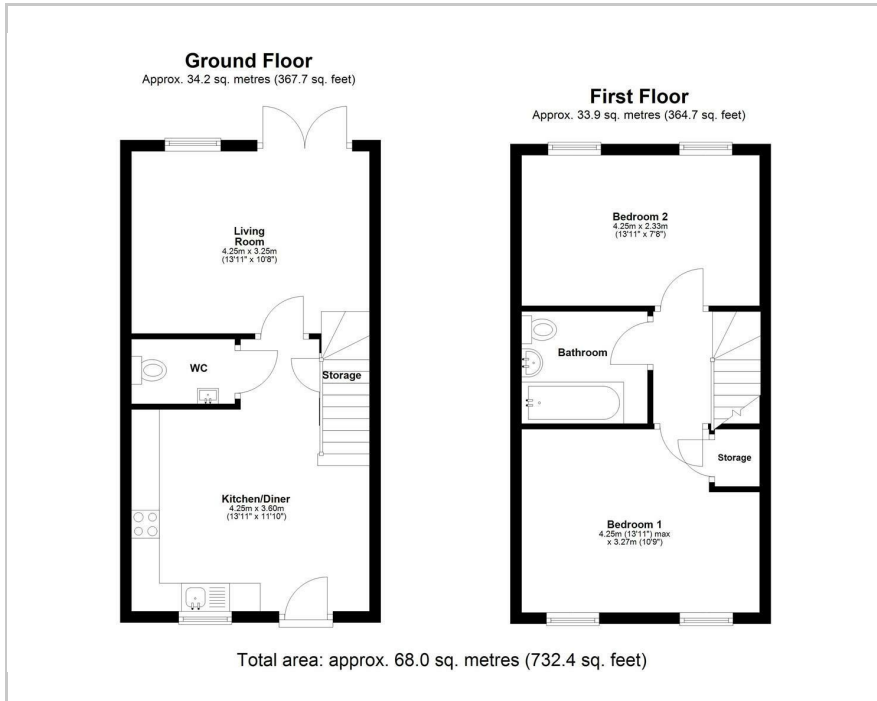 Ground Floor
Approx. 34.2 sq. metres (367.7 sq. feet)
Living
Room
4.25m x 3.25m
(13'11" x 10'8")
WC
Storage
Kitchen/Diner
4.25m x 3.60m
(13'11" x 11'10")
First Floor
Approx. 33.9 sq. metres (364.7 sq. feet)
Bedroom 2
4.25m x 2.33m
(13'11" x 7'8")
Bathroom
Storage
Bedroom 1
4.25m (13'11") max
x 3.27m (10'9")
Total area: approx. 68.0 sq. metres (732.4 sq. feet)